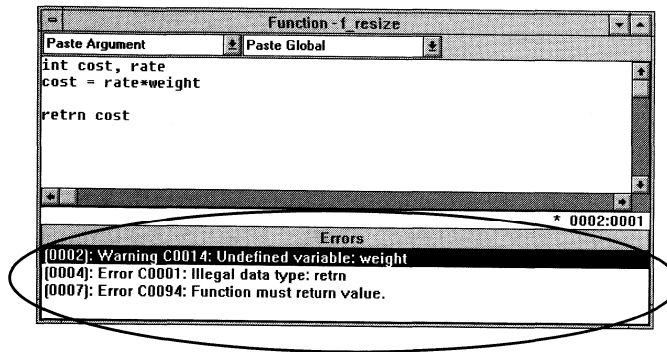 Function - f_resize
Paste Argument Paste Global
int cost, rate
cost = rate*weight
retrn cost
* 0002:0001
Errors
(0002): Warning C0014: Undefined variable: weight
(0004): Error C0001: Illegal data type: retrn
(0007): Error C0094: Function must return value.